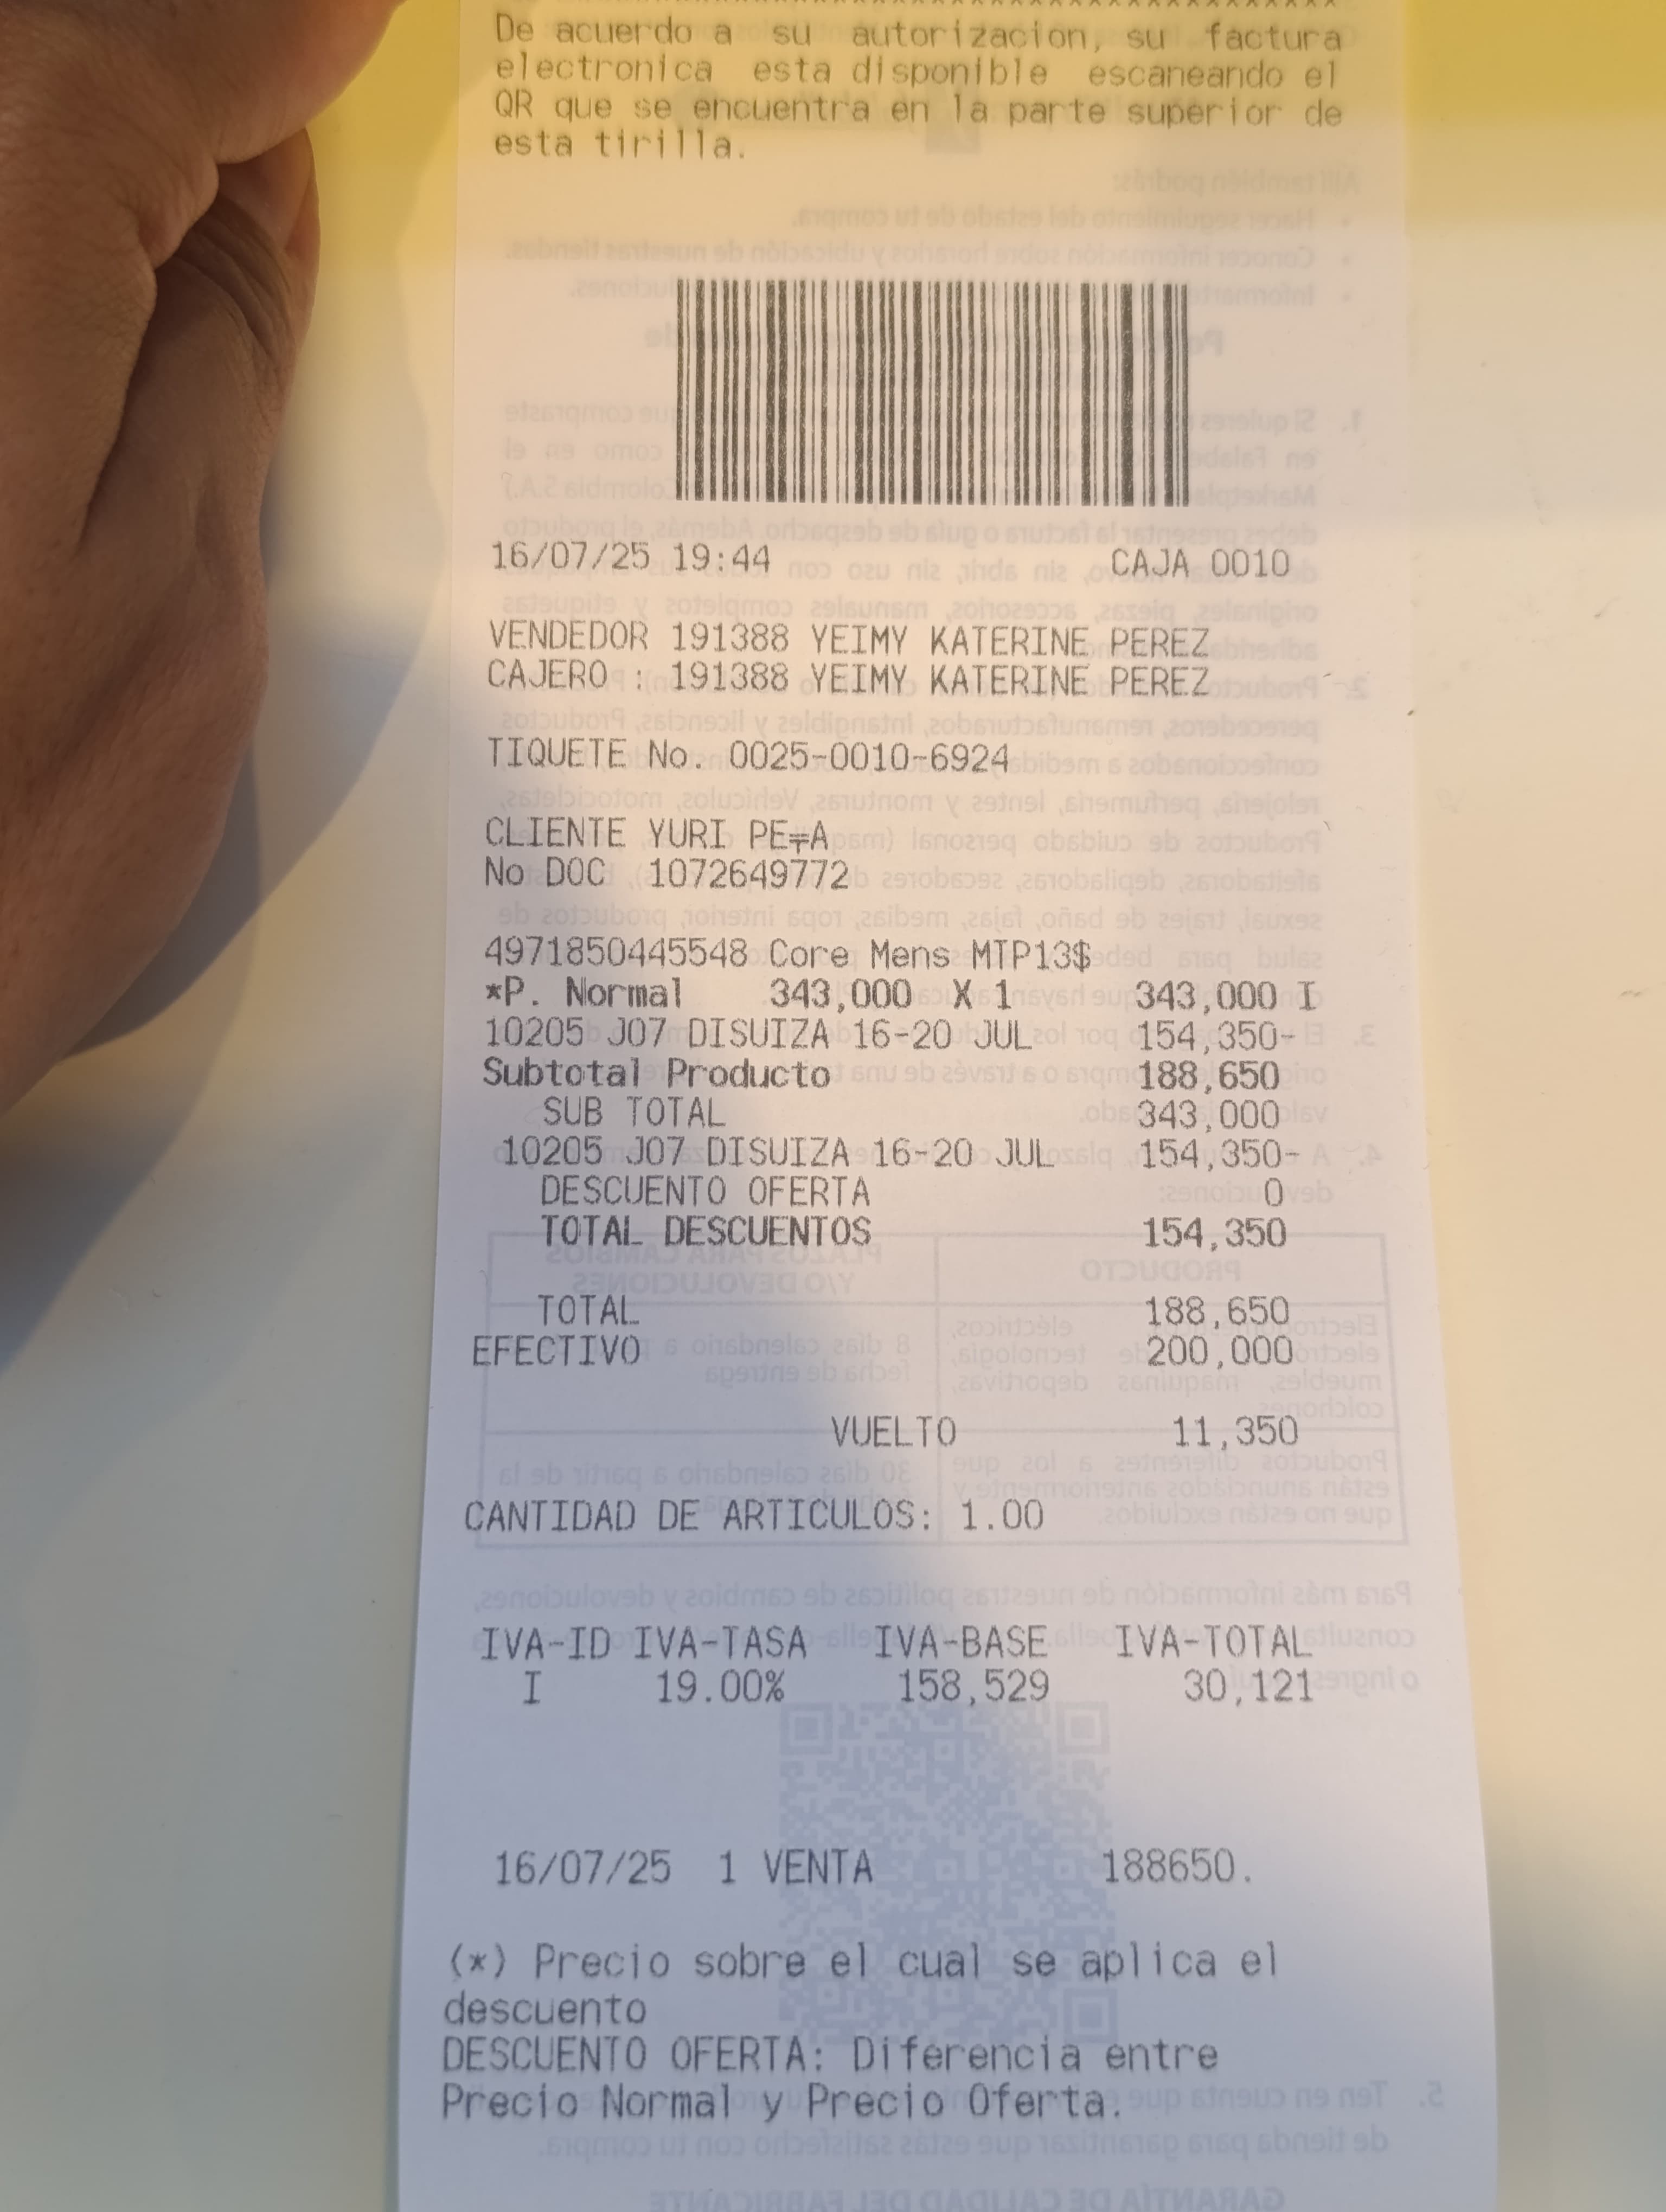 De acuerdo a su autorizacion, su factura
electronica esta disponible escaneando el
QR que se encuentra en la parte superior de
esta tirilla.
16/07/25 19:44 CAJA 0010
VENDEDOR 191388 YEIMY KATERINE PEREZ
CAJERO : 191388 YEIMY KATERINE PEREZ
TIQUETE No. 0025-0010-6924
CLIENTE YURI PE╤A
No DOC 1072649772
4971850445548 Core Mens MTP13$
*P. Normal 343,000 X 1 343,000 I
10205 J07 DISUIZA 16-20 JUL 154,350-
Subtotal Producto 188,650
SUB TOTAL 343,000
10205 J07 DISUIZA 16-20 JUL 154,350-
DESCUENTO OFERTA 0
TOTAL DESCUENTOS 154,350
TOTAL 188,650
EFECTIVO 200,000
VUELTO 11,350
CANTIDAD DE ARTICULOS: 1.00
IVA-ID IVA-TASA IVA-BASE IVA-TOTAL
I 19.00% 158,529 30,121
16/07/25 1 VENTA 188650.
(*) Precio sobre el cual se aplica el
descuento
DESCUENTO OFERTA: Diferencia entre
Precio Normal y Precio Oferta.